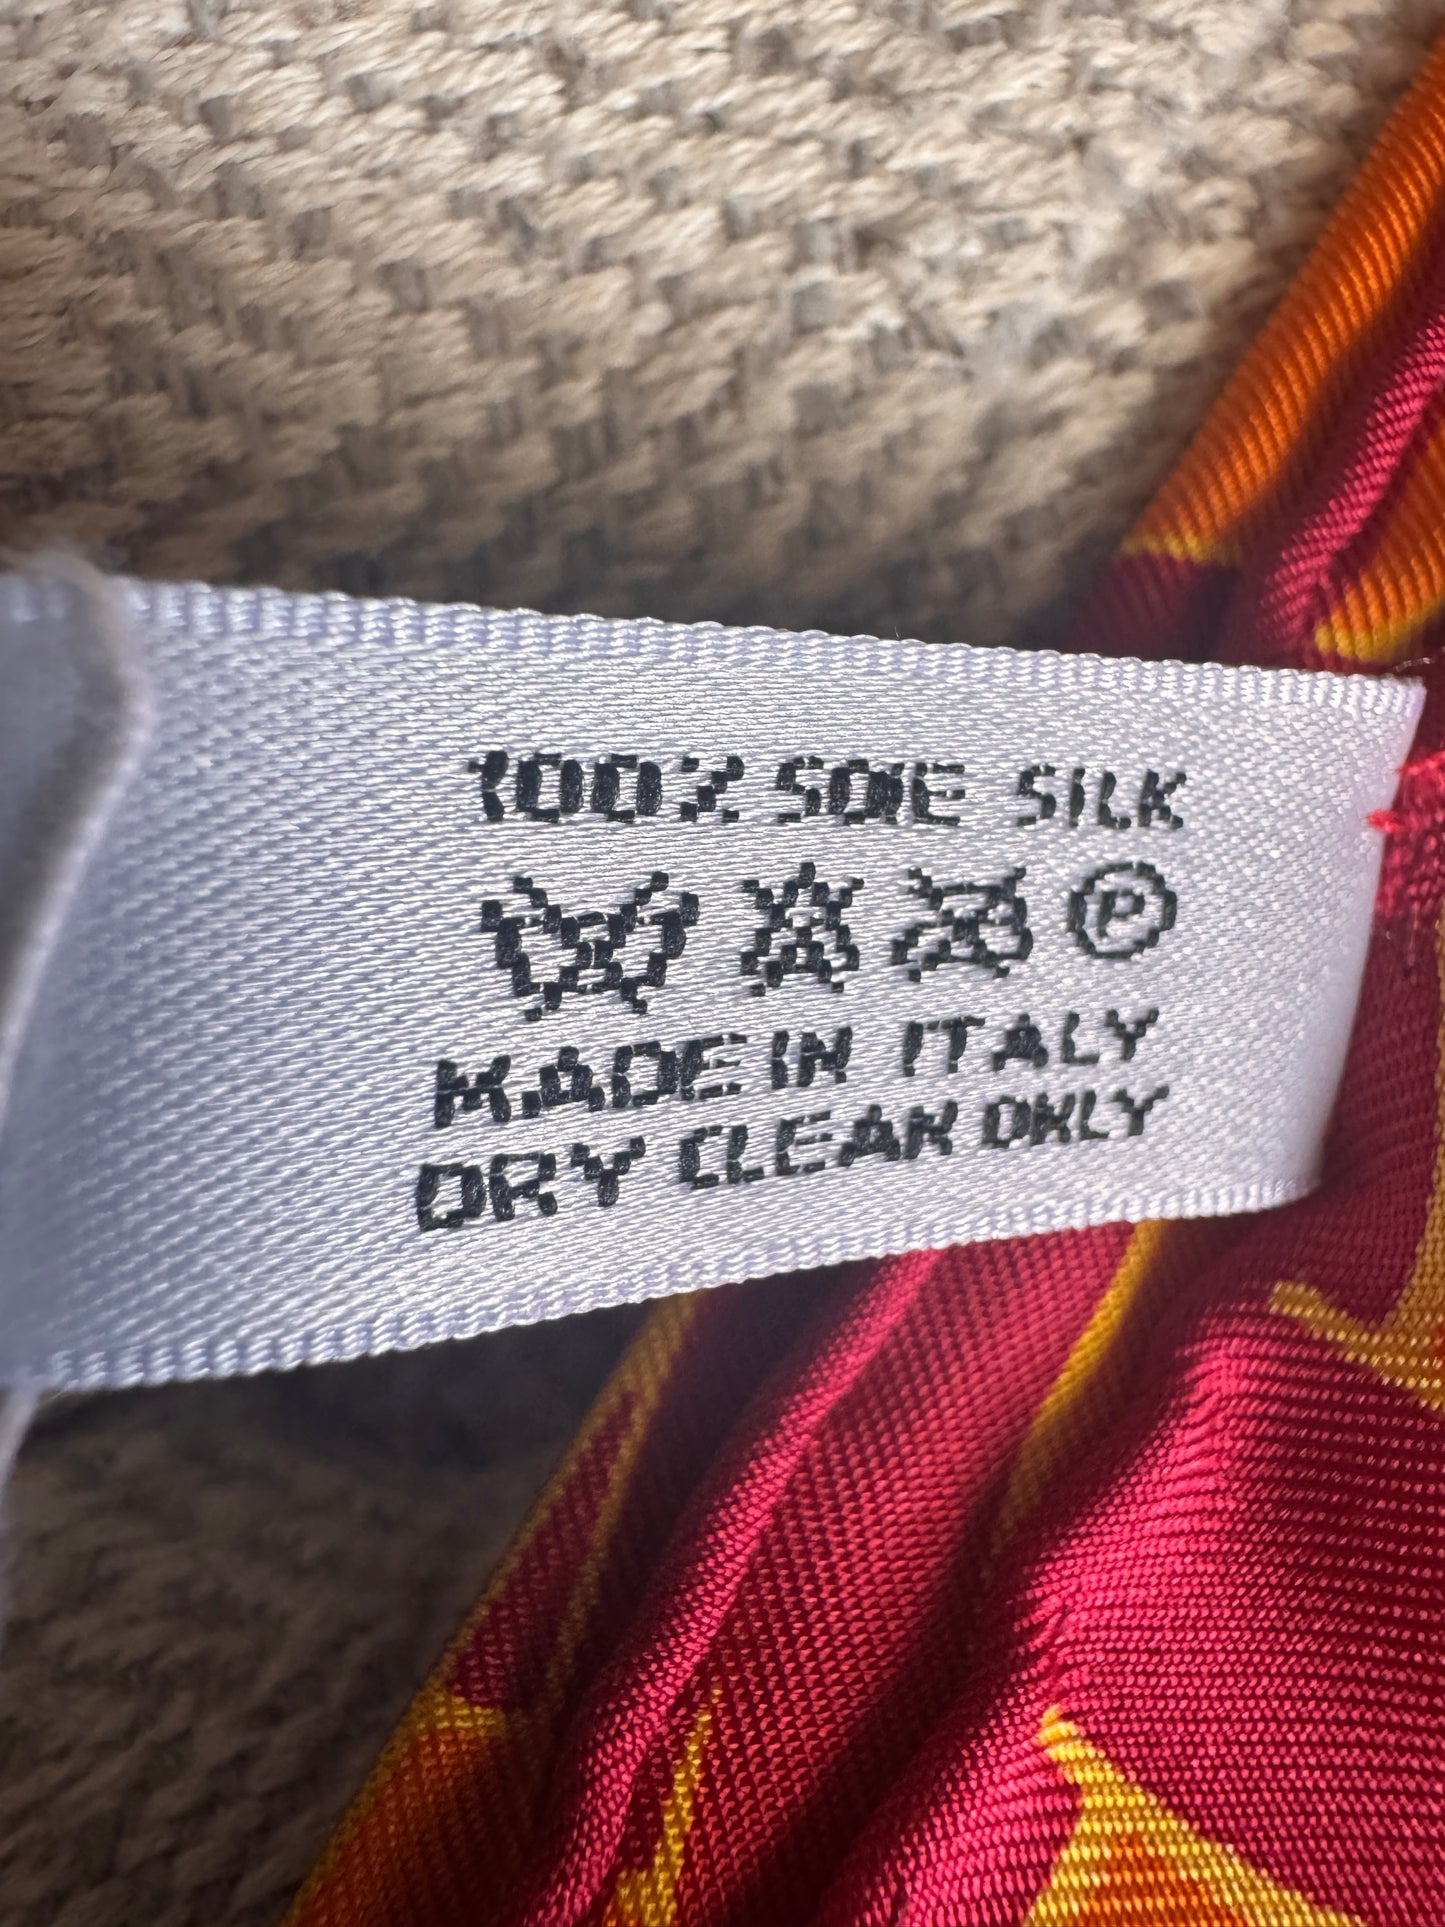 100% SOIE SILK
P
MADE IN ITALY
DRY CLEAN ONLY